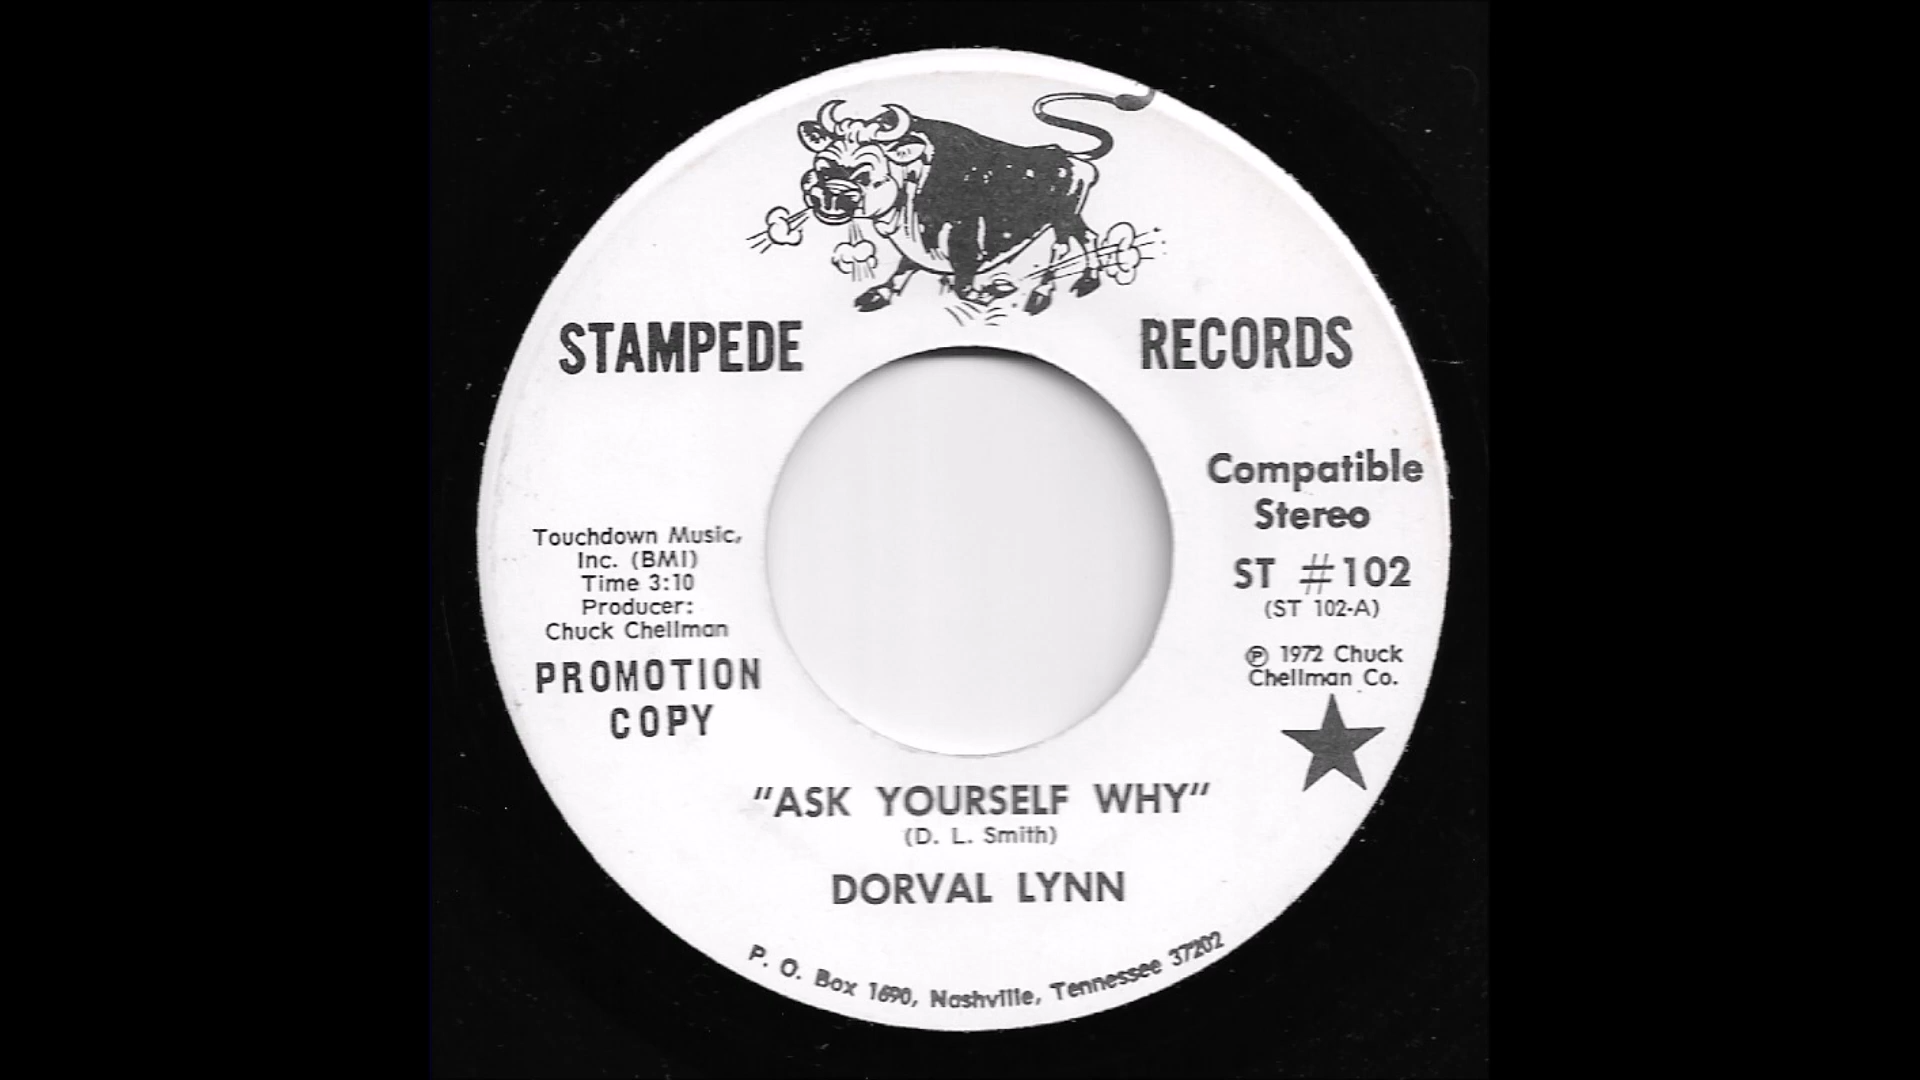 STAMPEDE RECORDS
Compatible
Stereo
ST #102
(ST 102-A)
℗ 1972 Chuck
Chellman Co.
Touchdown Music,
Inc. (BMI)
Time 3:10
Producer:
Chuck Chellman
PROMOTION
COPY
"ASK YOURSELF WHY"
(D. L. Smith)
DORVAL LYNN
P. O. Box 1690, Nashville, Tennessee 37202